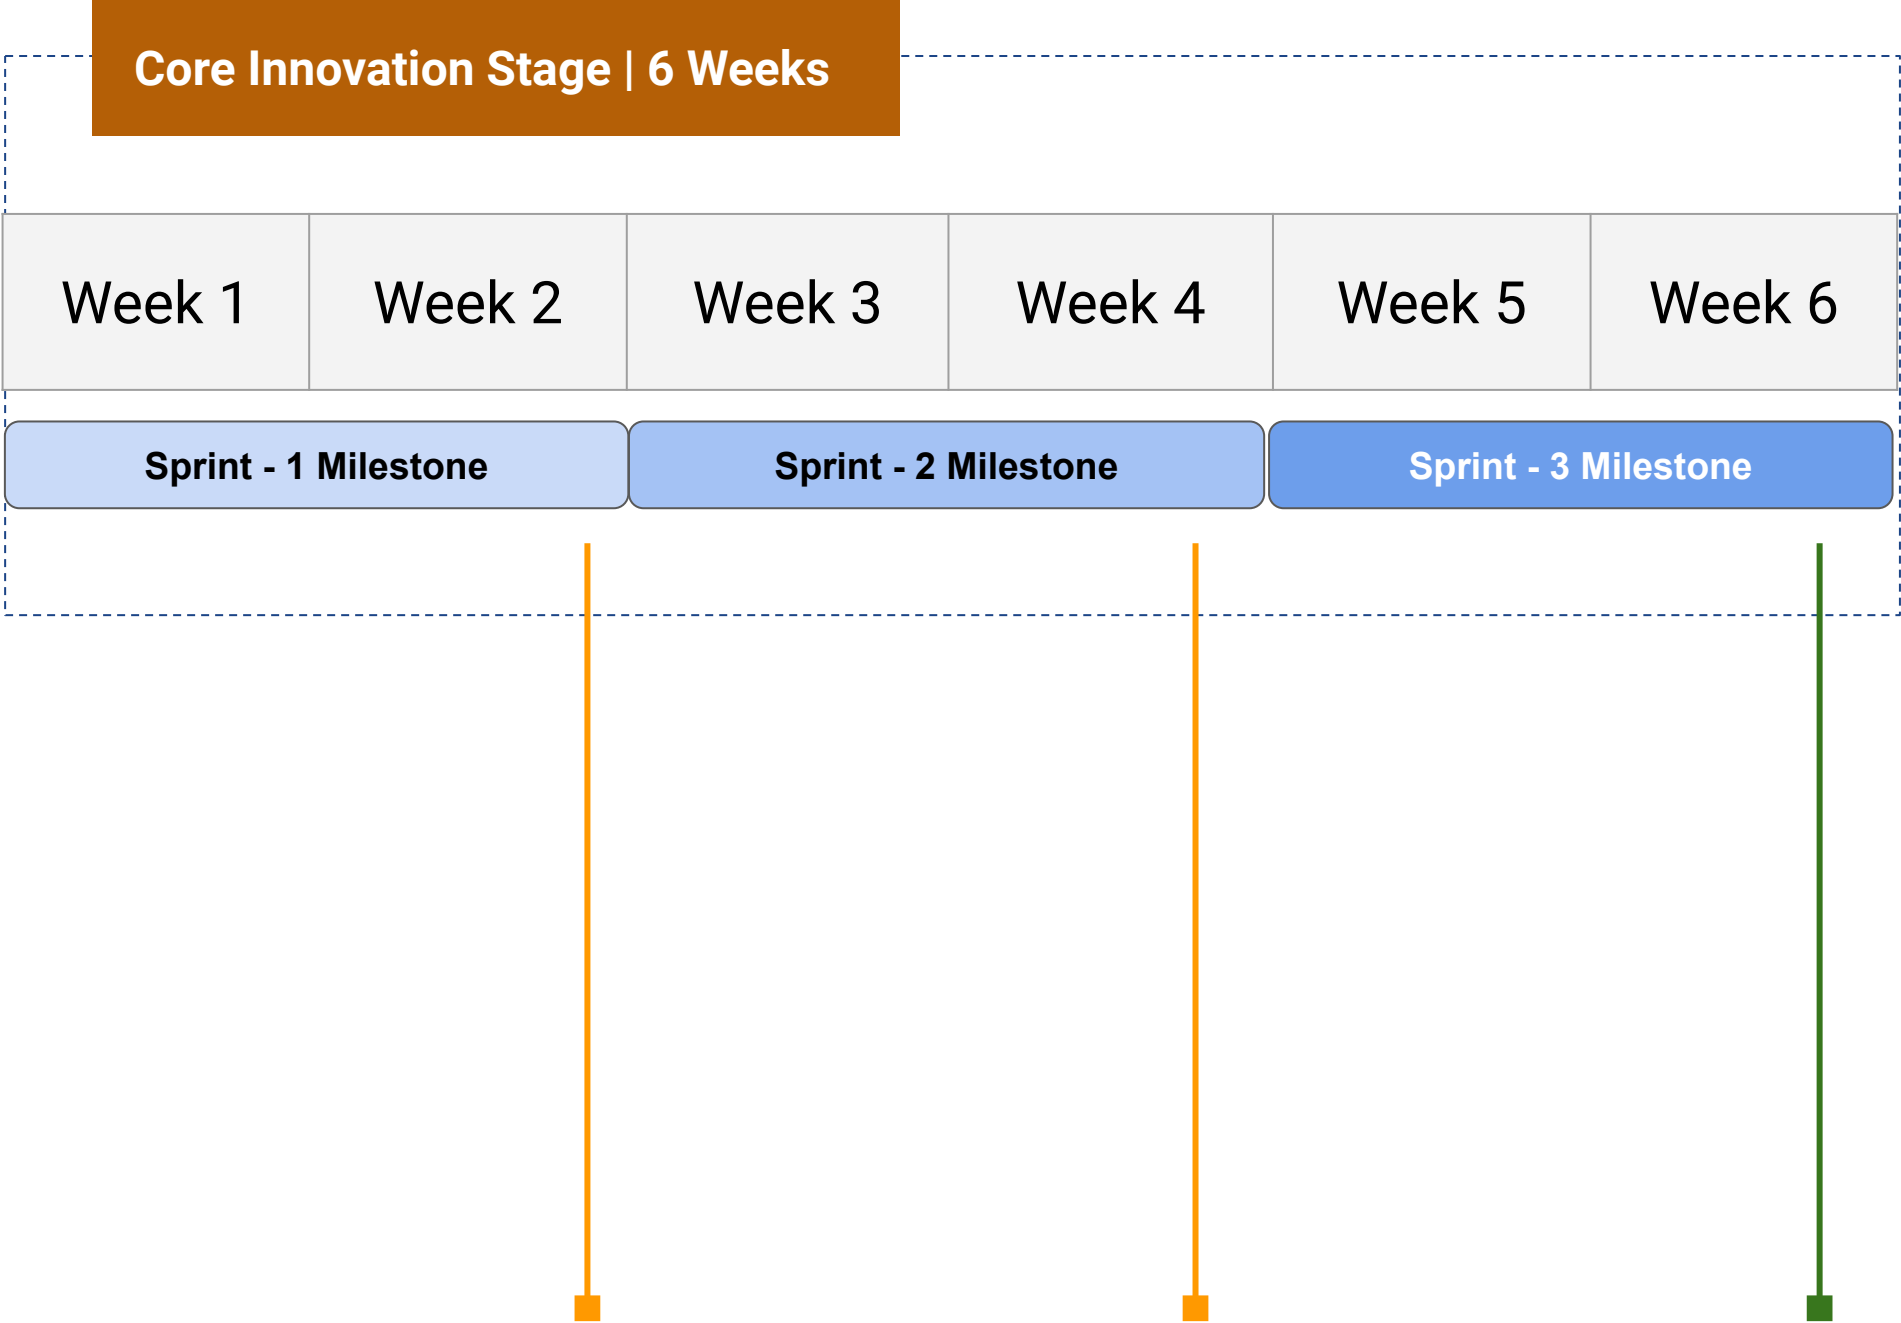 Core Innovation Stage | 6 Weeks
Week 1 Week 2 Week 3 Week 4 Week 5 Week 6
Sprint - 1 Milestone Sprint - 2 Milestone Sprint - 3 Milestone